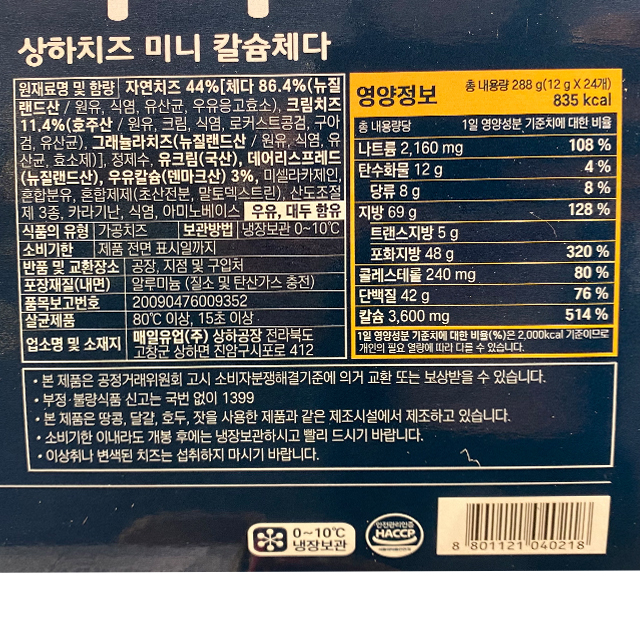 상하치즈 미니 칼슘체다
원재료명 및 함량 자연치즈 44%[체다 86.4%(뉴질
랜드산 / 원유, 식염, 유산균, 우유응고효소), 크림치즈
11.4%(호주산 / 원유, 크림, 식염, 로커스트콩검, 구아
검, 유산균), 그래뉼라치즈(뉴질랜드산 / 원유, 식염, 유
산균, 효소제)], 정제수, 유크림(국산), 데어리스프레드
(뉴질랜드산), 우유칼슘(덴마크산) 3%, 미셀라카제인,
혼합분유, 혼합제제(초산전분, 말토덱스트린), 산도조절
제 3종, 카라기난, 식염, 아미노베이스 우유, 대두 함유
식품의 유형 가공치즈 보관방법 냉장보관 0~10℃
소비기한 제품 전면 표시일까지
반품 및 교환장소 공장, 지점 및 구입처
포장재질(내면) 알루미늄 (질소 및 탄산가스 충전)
품목보고번호 20090476009352
살균제품 80℃ 이상, 15초 이상
업소명 및 소재지 매일유업(주) 상하공장 전라북도
고창군 상하면 진암구시포로 412
영양정보 총 내용량 288 g(12 g X 24개)
835 kcal
총 내용량당 1일 영양성분 기준치에 대한 비율
나트륨 2,160 mg 108 %
탄수화물 12 g 4 %
당류 8 g 8 %
지방 69 g 128 %
트랜스지방 5 g
포화지방 48 g 320 %
콜레스테롤 240 mg 80 %
단백질 42 g 76 %
칼슘 3,600 mg 514 %
1일 영양성분 기준치에 대한 비율(%)은 2,000kcal 기준이므로
개인의 필요 열량에 따라 다를 수 있습니다.
• 본 제품은 공정거래위원회 고시 소비자분쟁해결기준에 의거 교환 또는 보상받을 수 있습니다.
• 부정·불량식품 신고는 국번 없이 1399
• 본 제품은 땅콩, 달걀, 호두, 잣을 사용한 제품과 같은 제조시설에서 제조하고 있습니다.
• 소비기한 이내라도 개봉 후에는 냉장보관하시고 빨리 드시기 바랍니다.
• 이상취나 변색된 치즈는 섭취하지 마시기 바랍니다.
0~10℃
냉장보관
안전관리인증
HACCP
8 801121 040218